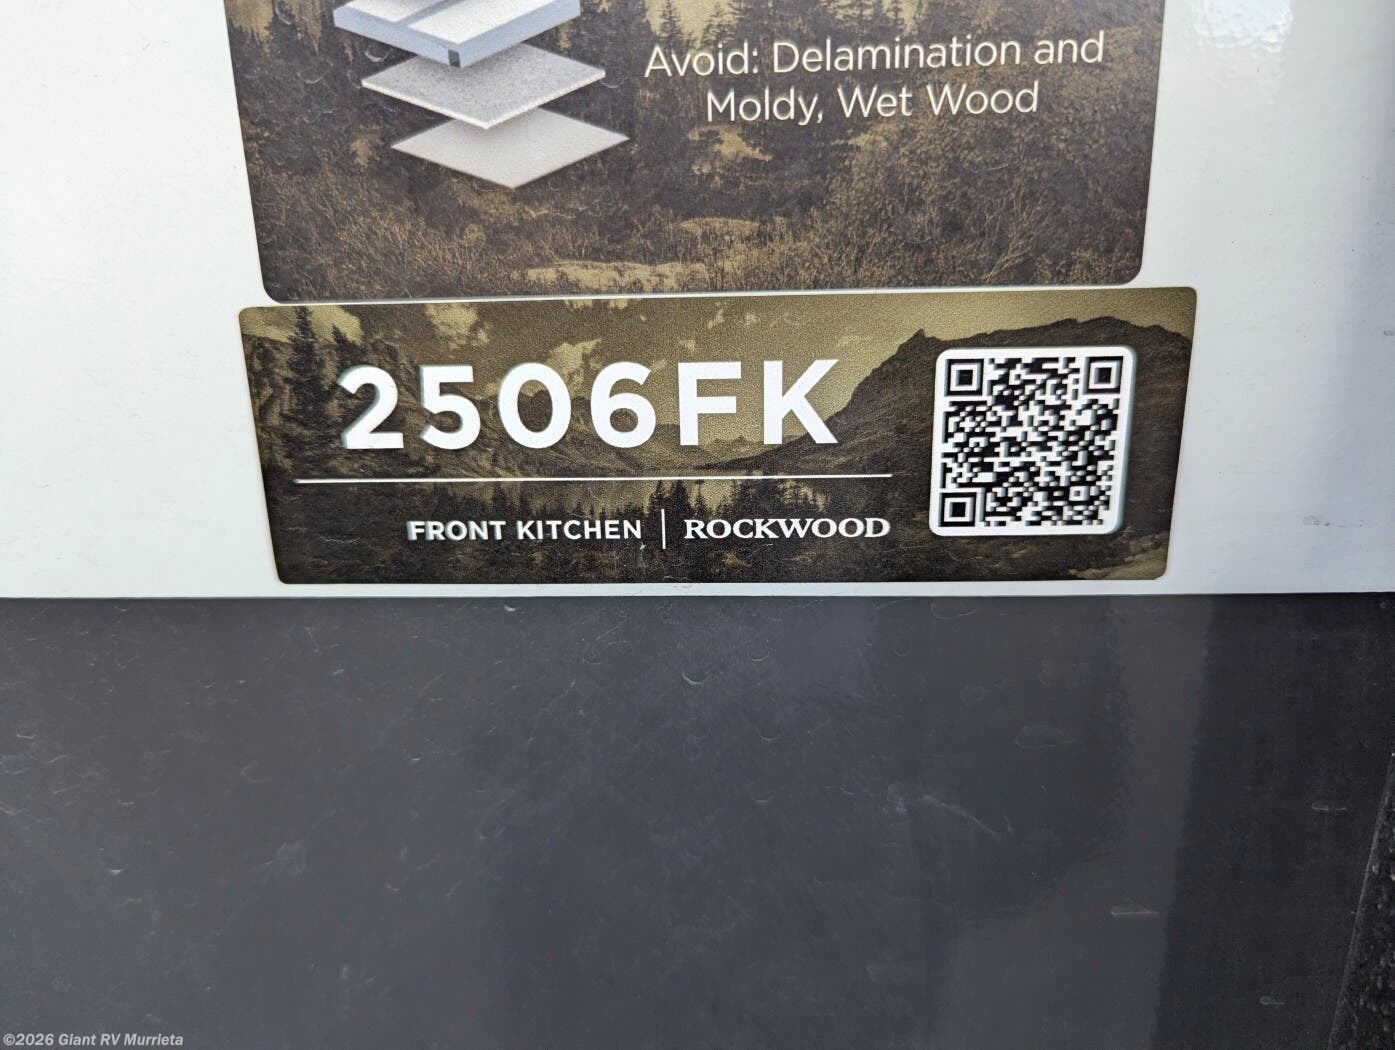 Avoid: Delamination and
Moldy, Wet Wood
2506FK
FRONT KITCHEN | ROCKWOOD
©2026 Giant RV Murrieta